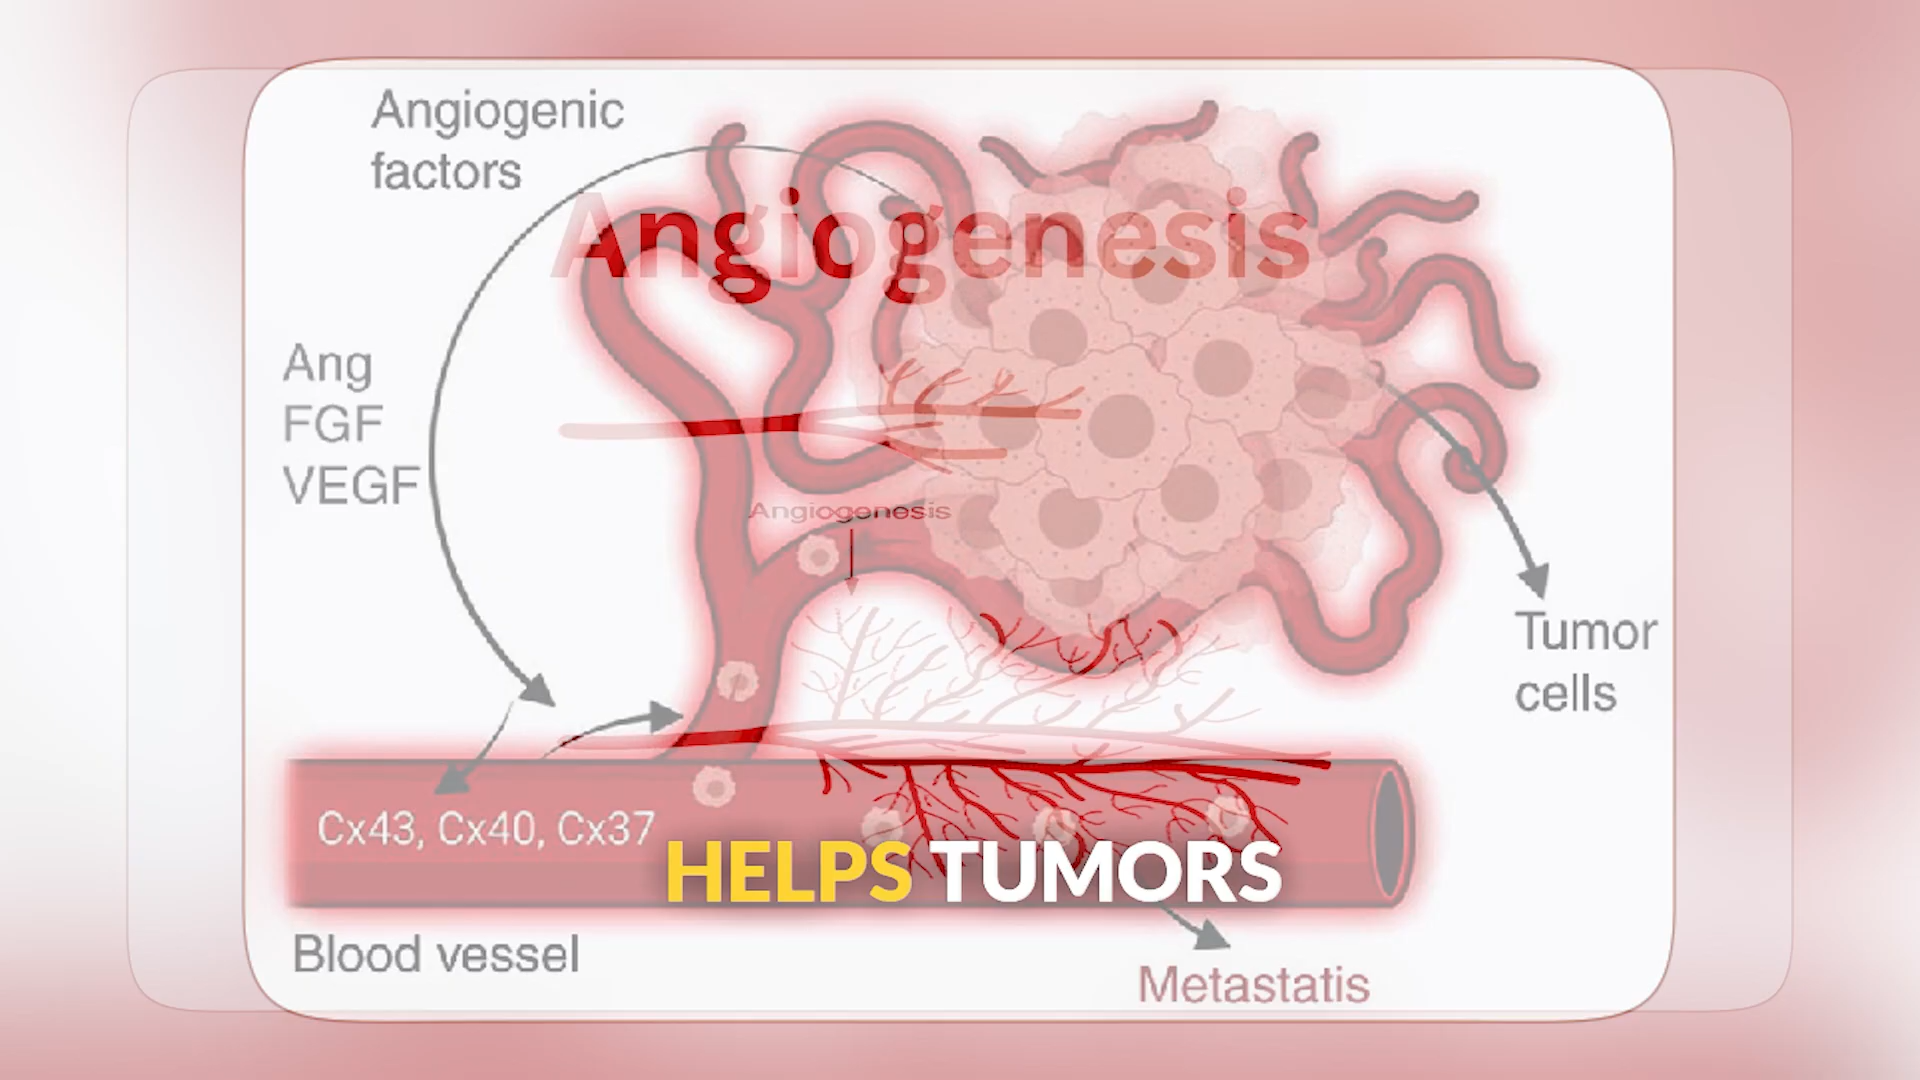 Angiogenic
factors
Angiogenesis
Ang
FGF
VEGF
Angiogenesis
Tumor
cells
Cx43, Cx40, Cx37
HELPS TUMORS
Blood vessel
Metastatis